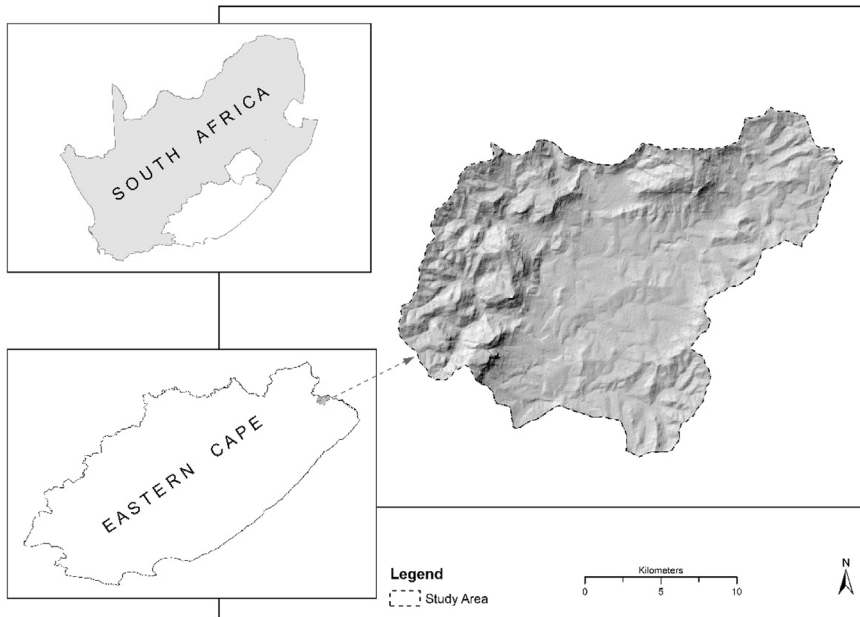 SOUTH AFRICA
EASTERN CAPE
Legend
Study Area
Kilometers
0 5 10
N